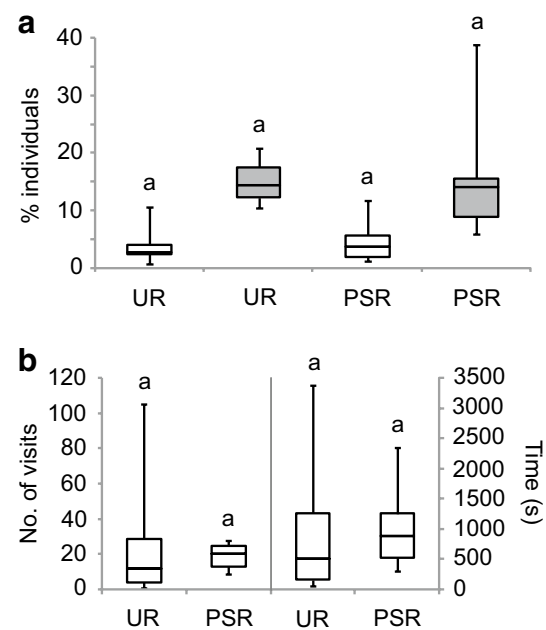 a
% individuals
40
30
20
10
0
a
a
a
a
UR
UR
PSR
PSR
b
No. of visits
120
100
80
60
40
20
0
a
a
a
a
3500
3000
2500
2000
1500
1000
500
0
Time (s)
UR
PSR
UR
PSR